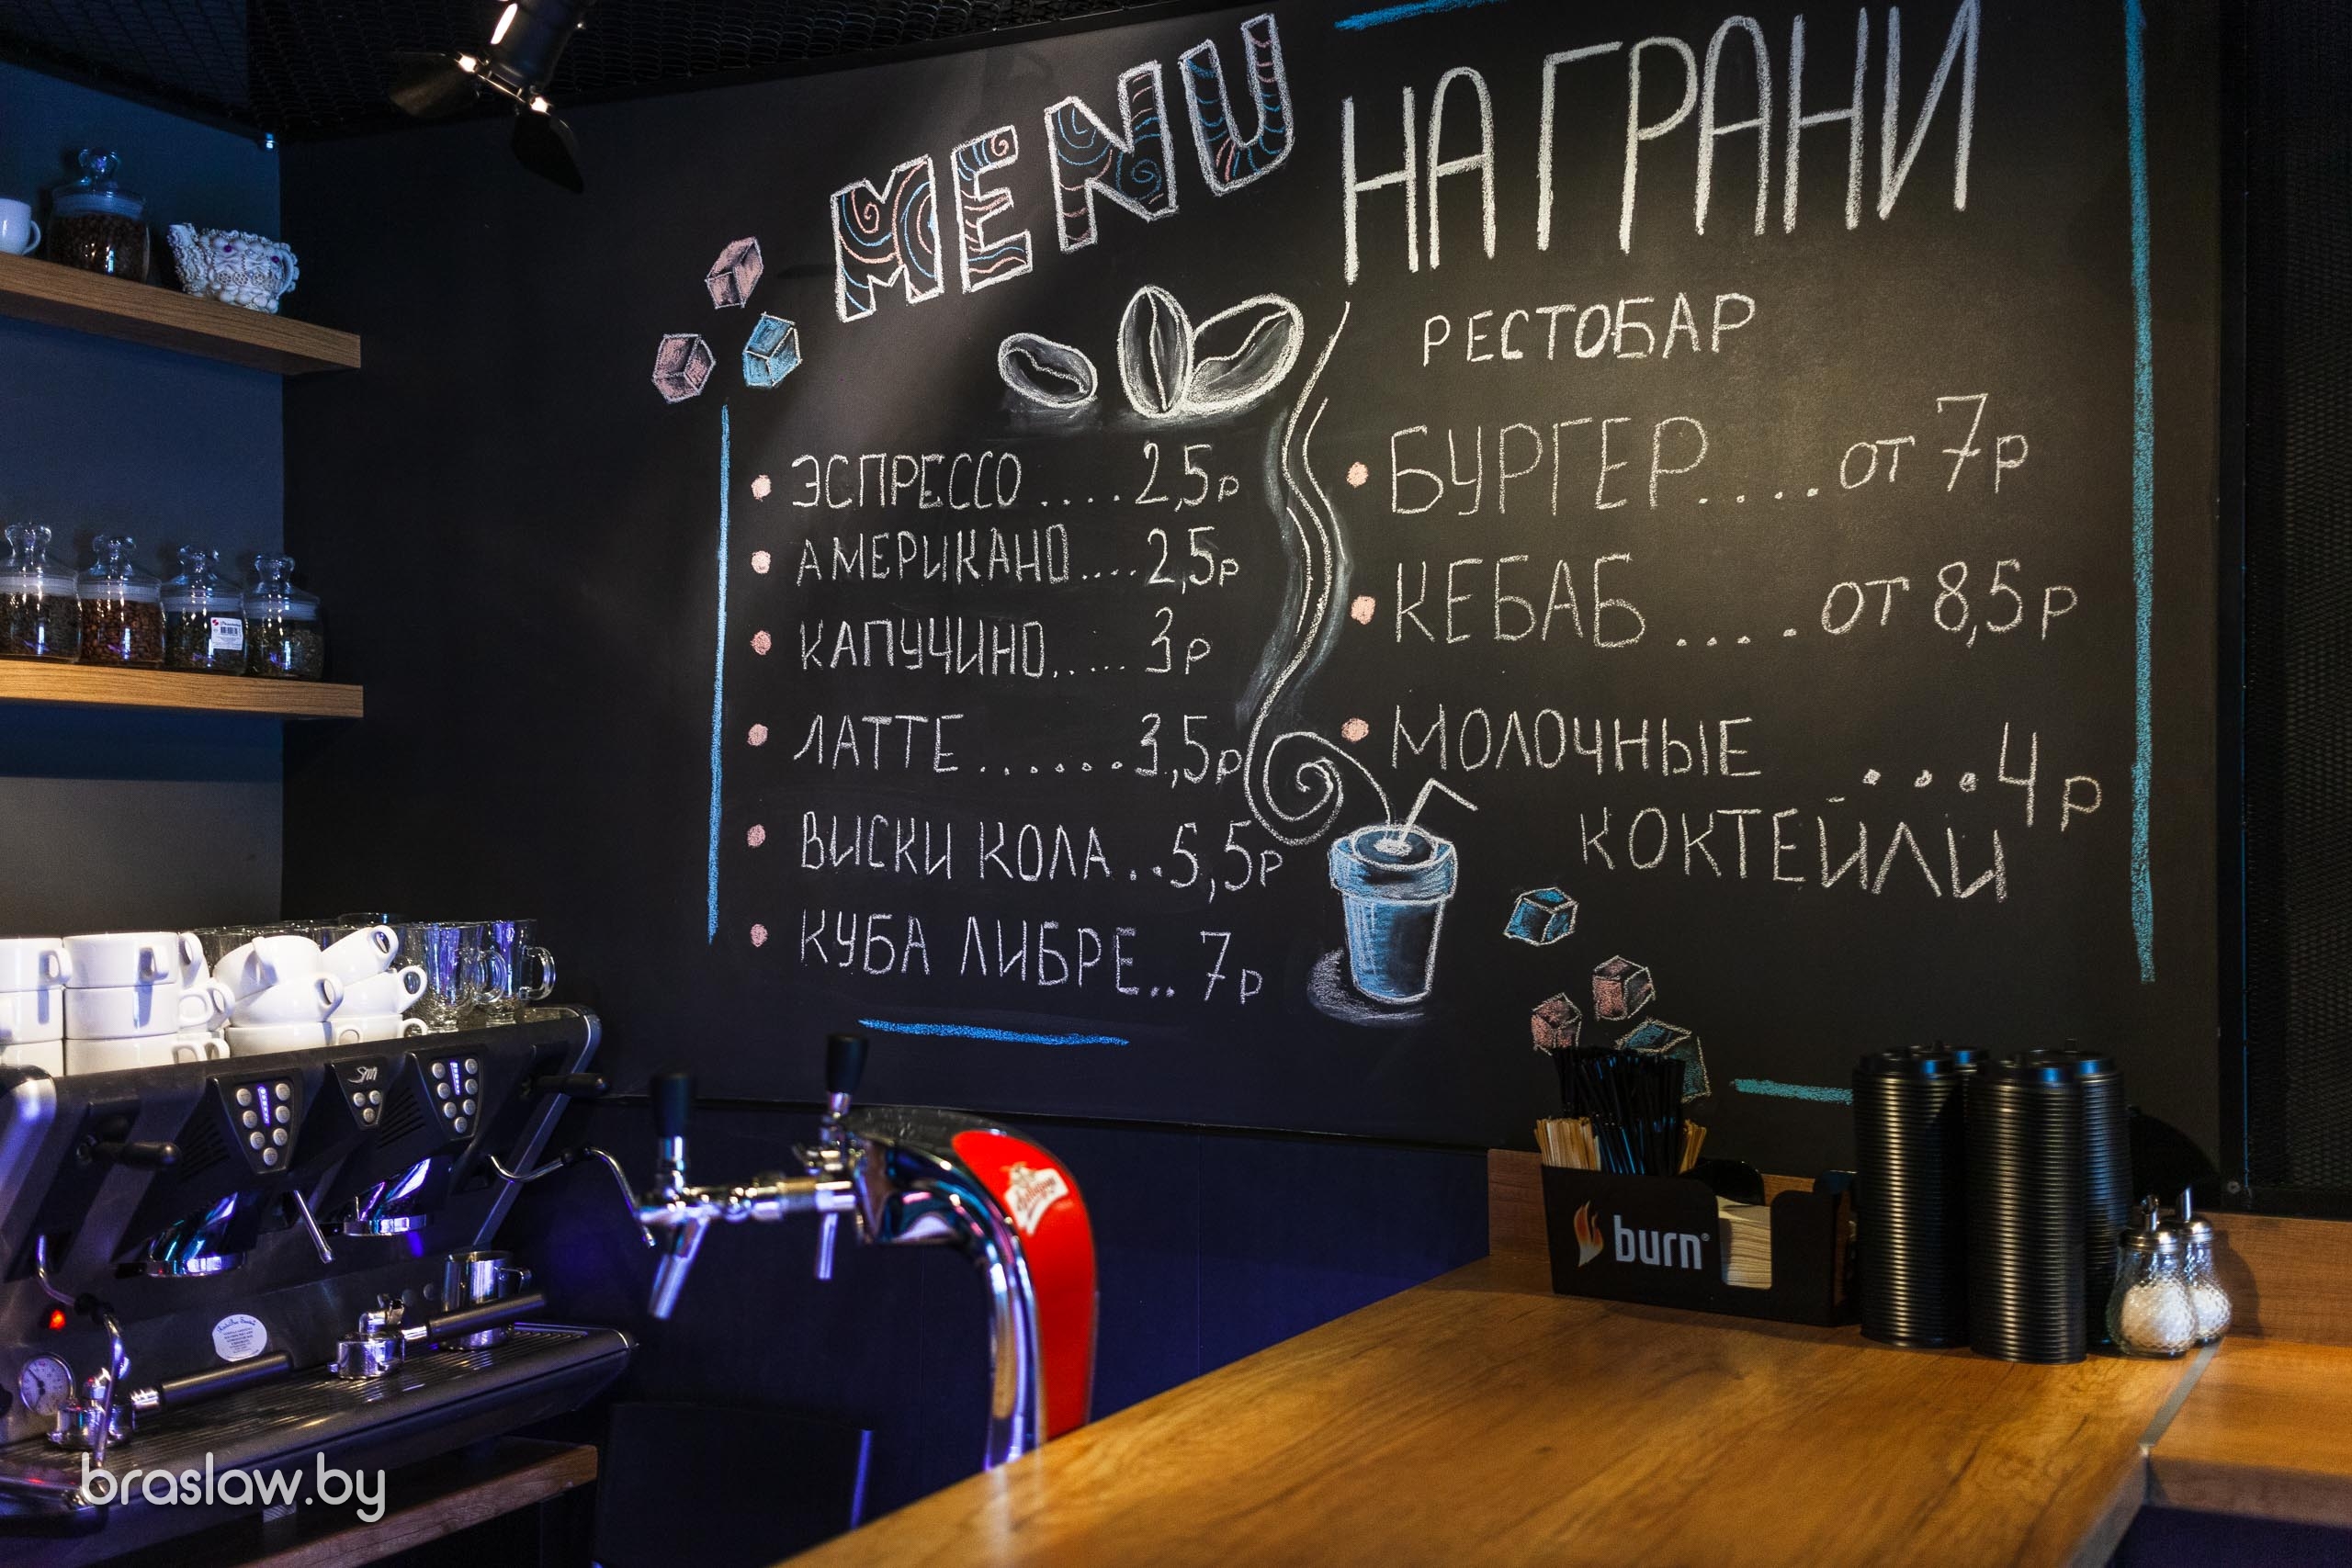 MENU
НА ГРАНИ
РЕСТОБАР
ЭСПРЕССО .... 2,5р
АМЕРИКАНО.... 2,5р
КАПУЧИНО..... 3р
ЛАТТЕ.......3,5р
ВИСКИ КОЛА...5,5р
КУБА ЛИБРЕ.. 7р
БУРГЕР.... от 7р
КЕБАБ.... от 8,5р
МОЛОЧНЫЕ ....4р
КОКТЕЙЛИ
burn
braslaw.by